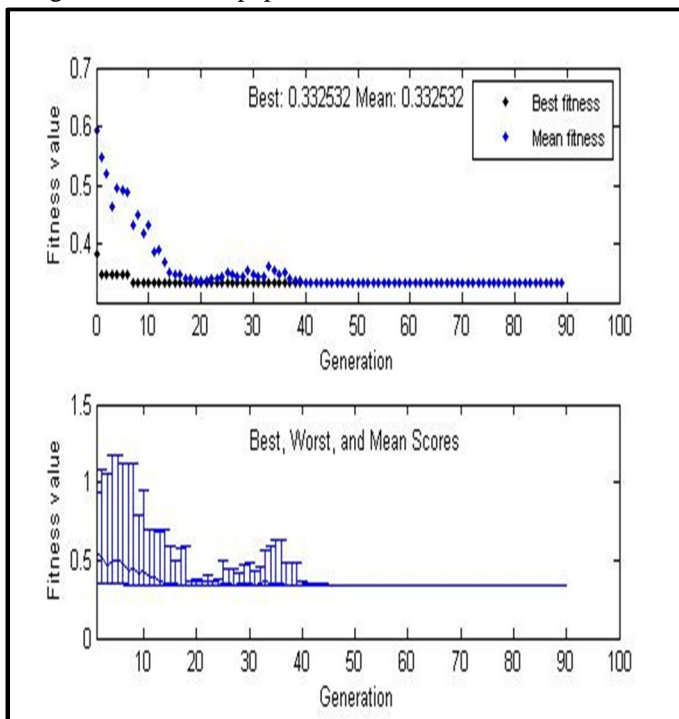 0.7
Best: 0.332532 Mean: 0.332532
Best fitness
Mean fitness
0.6
0.5
0.4
Fitness value
0 10 20 30 40 50 60 70 80 90 100
Generation
1.5
Best, Worst, and Mean Scores
1
0.5
0
Fitness value
10 20 30 40 50 60 70 80 90 100
Generation